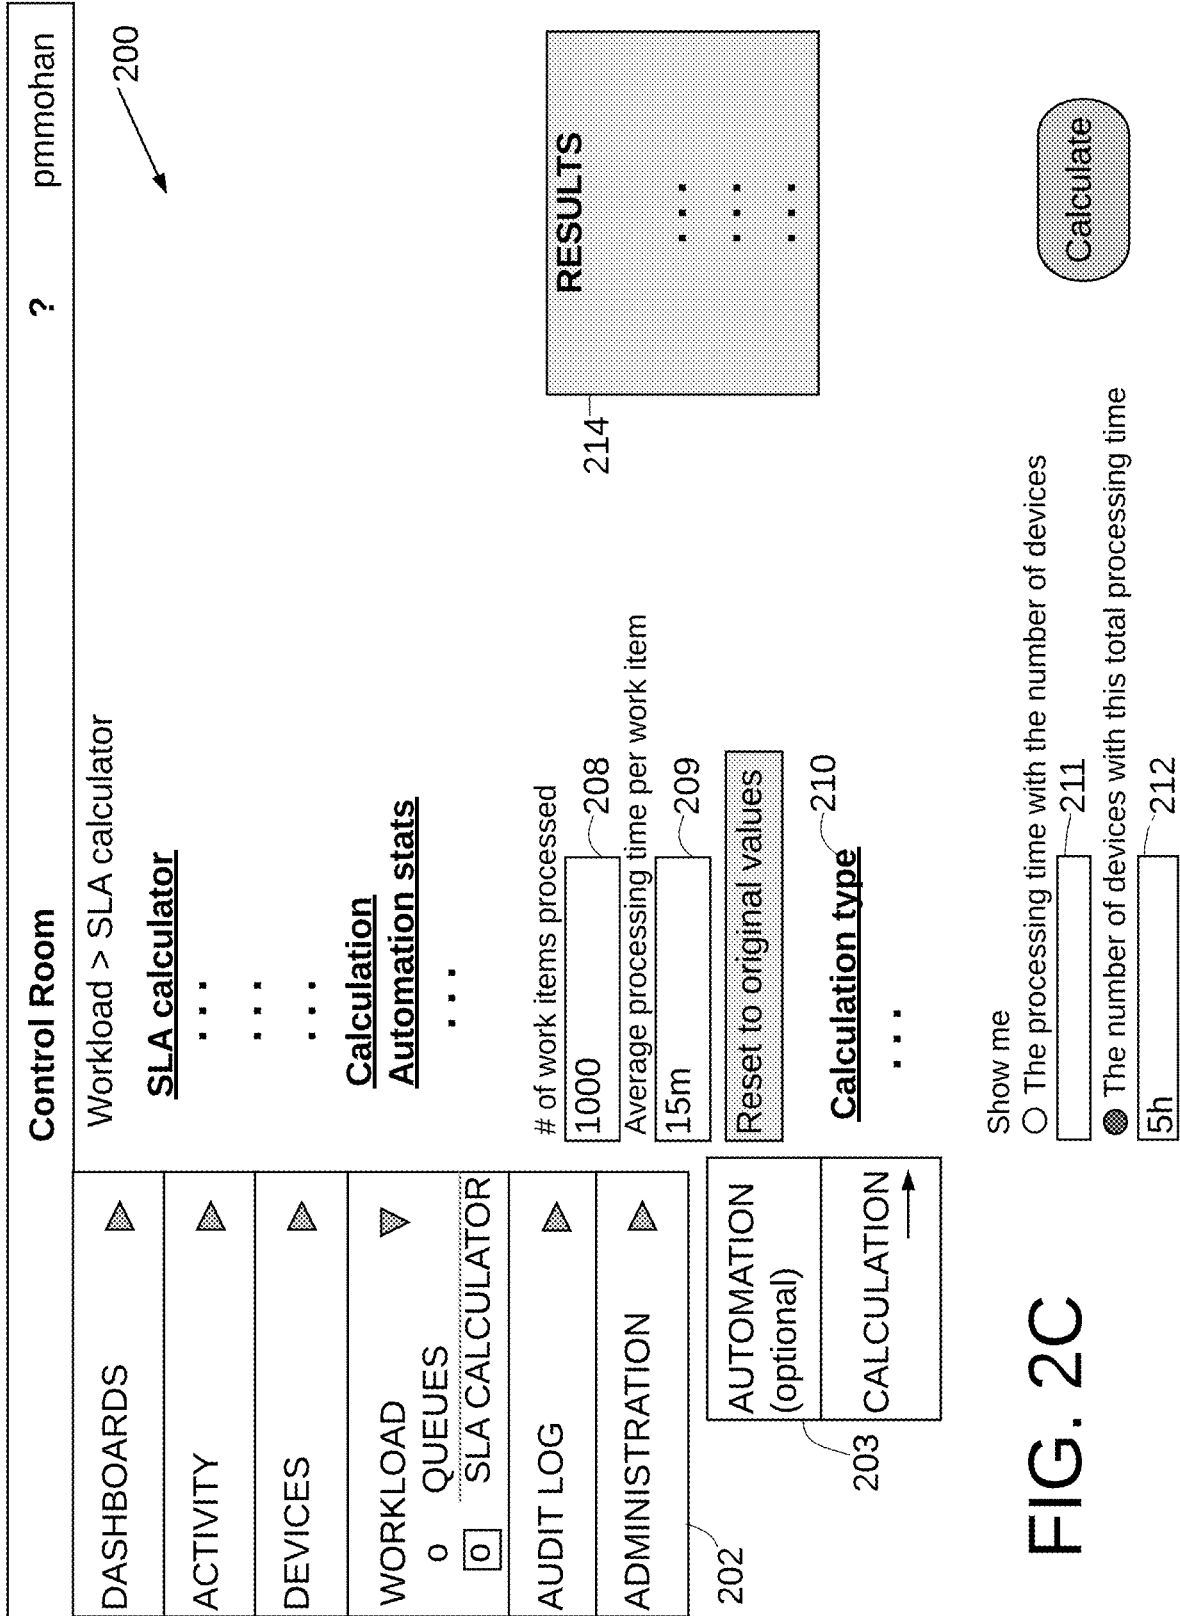 Control Room ? pmmohan
200
DASHBOARDS
ACTIVITY
DEVICES
WORKLOAD
o QUEUES
o SLA CALCULATOR
AUDIT LOG
ADMINISTRATION
202
AUTOMATION
(optional)
CALCULATION
203
Workload > SLA calculator
SLA calculator
. . .
. . .
. . .
Calculation
Automation stats
. . .
# of work items processed
1000
208
Average processing time per work item
15m
209
Reset to original values
Calculation type
210
. . .
Show me
The processing time with the number of devices
211
The number of devices with this total processing time
5h
212
RESULTS
. . .
. . .
. . .
214
Calculate
FIG. 2C